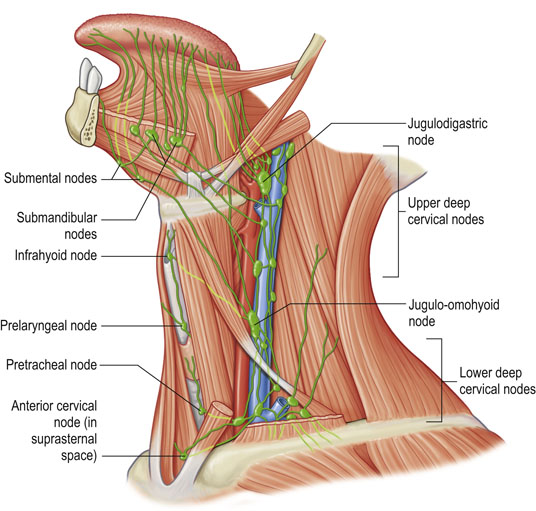 Submental nodes
Submandibular
nodes
Infrahyoid node
Prelaryngeal node
Pretracheal node
Anterior cervical
node (in
suprasternal
space)
Jugulodigastric
node
Upper deep
cervical nodes
Jugulo-omohyoid
node
Lower deep
cervical nodes